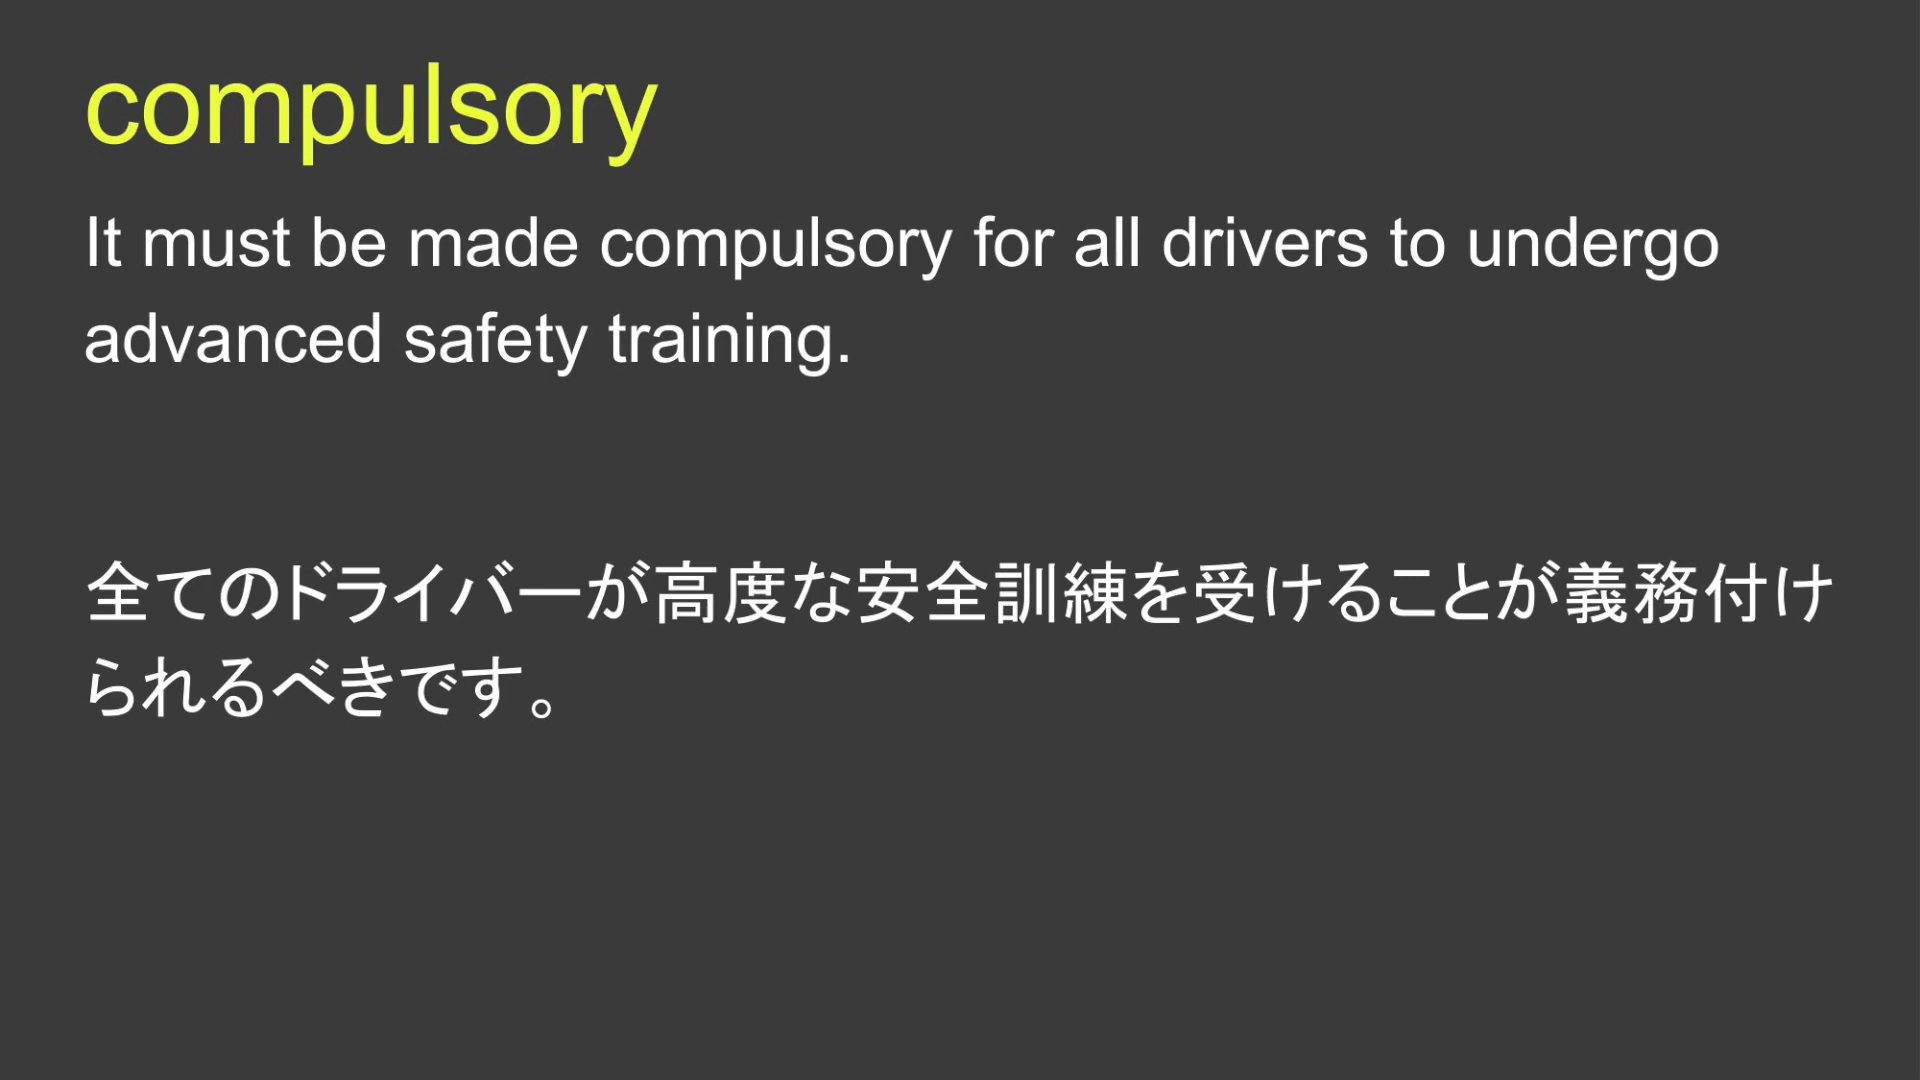 compulsory
It must be made compulsory for all drivers to undergo
advanced safety training.
全てのドライバーが高度な安全訓練を受けることが義務付け
られるべきです。